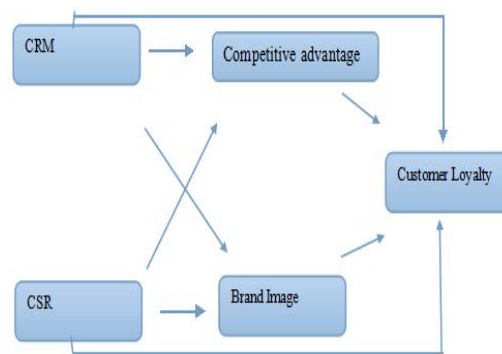 CRM
Competitive advantage
Customer Loyalty
CSR
Brand Image